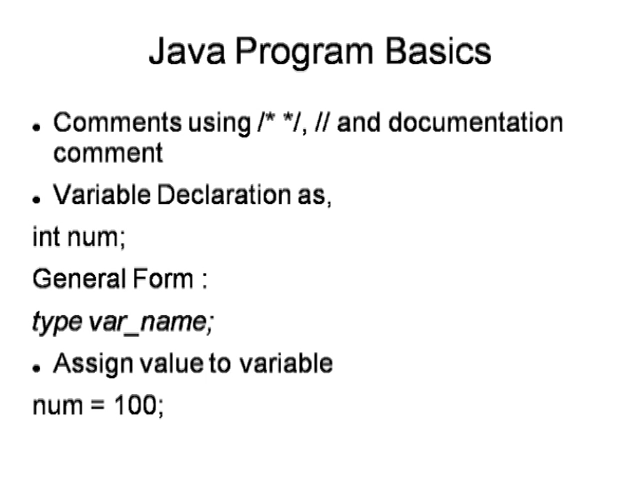 Java Program Basics
• Comments using /* */, // and documentation
comment
• Variable Declaration as,
int num;
General Form :
type var_name;
• Assign value to variable
num = 100;